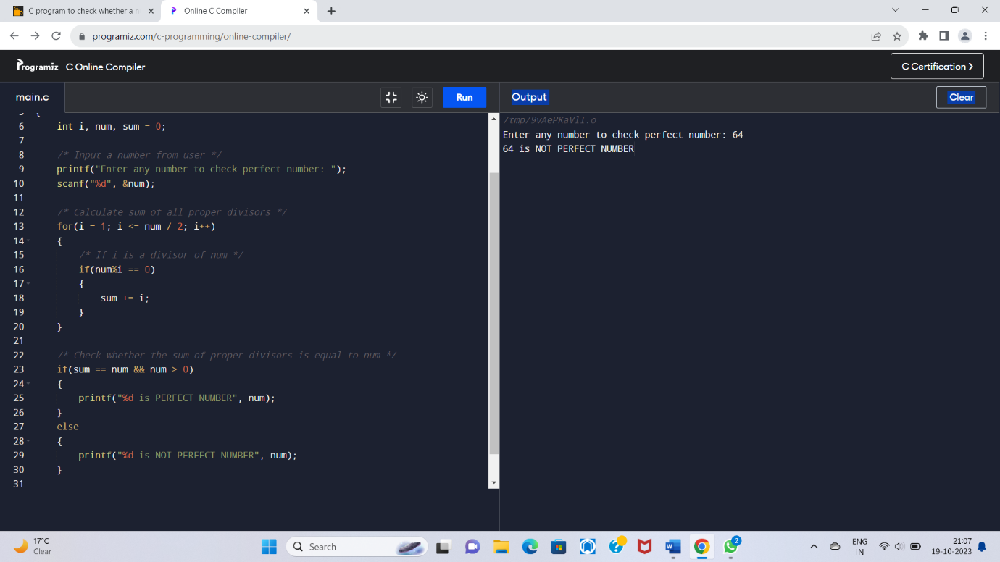 C program to check whether a n
Online C Compiler
programiz.com/c-programming/online-compiler/
Programiz C Online Compiler
C Certification >
main.c
Run
Output
Clear
5 {
6 int i, num, sum = 0;
7
8 /* Input a number from user */
9 printf("Enter any number to check perfect number: ");
10 scanf("%d", &num);
11
12 /* Calculate sum of all proper divisors */
13 for(i = 1; i <= num / 2; i++)
14 {
15 /* If i is a divisor of num */
16 if(num%i == 0)
17 {
18 sum += i;
19 }
20 }
21
22 /* Check whether the sum of proper divisors is equal to num */
23 if(sum == num && num > 0)
24 {
25 printf("%d is PERFECT NUMBER", num);
26 }
27 else
28 {
29 printf("%d is NOT PERFECT NUMBER", num);
30 }
31
/tmp/9vAePKaVlI.o
Enter any number to check perfect number: 64
64 is NOT PERFECT NUMBER
17°C
Clear
Search
2
ENG
IN
21:07
19-10-2023